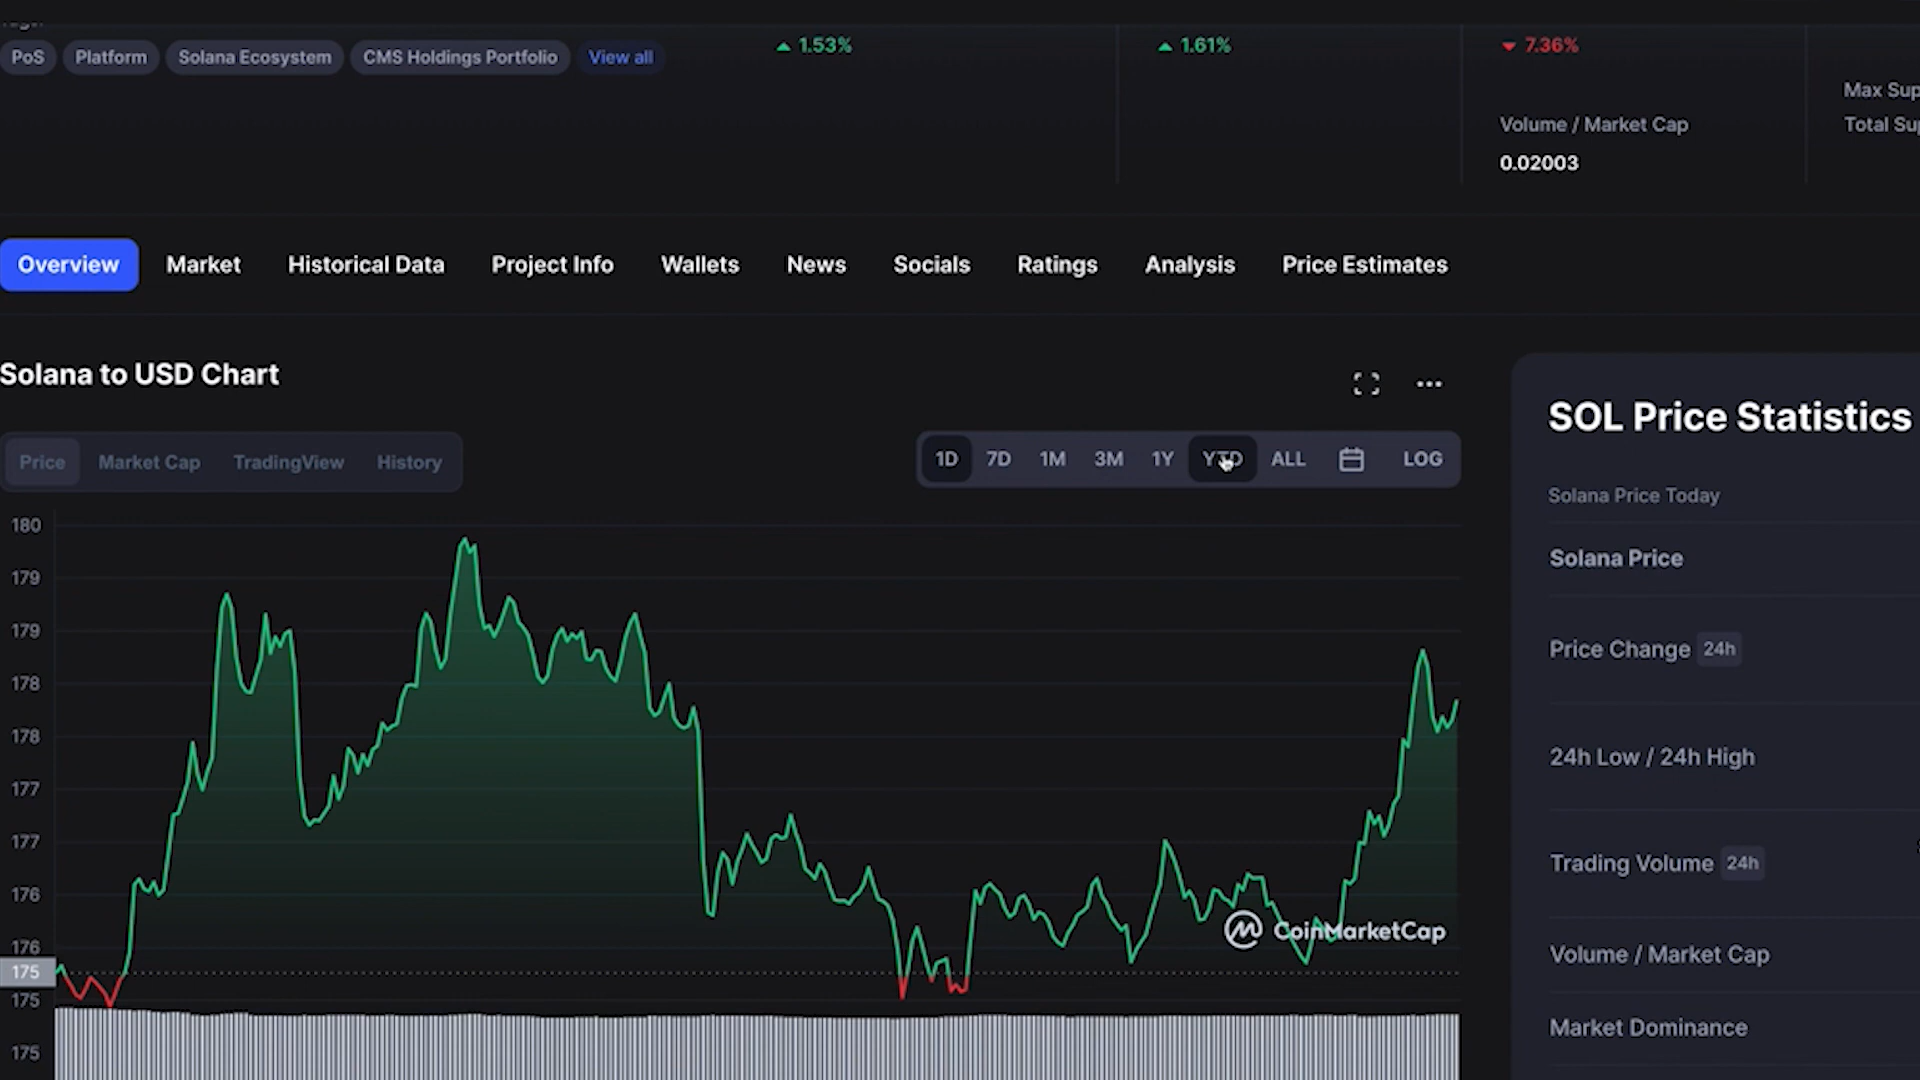 PoS Platform Solana Ecosystem CMS Holdings Portfolio View all
1.53%
1.61%
7.36%
Volume / Market Cap
0.02003
Max Sup
Total Su
Overview Market Historical Data Project Info Wallets News Socials Ratings Analysis Price Estimates
Solana to USD Chart
Price Market Cap TradingView History
1D 7D 1M 3M 1Y YTD ALL LOG
180
179
179
178
178
177
177
176
176
175
175
175
CoinMarketCap
SOL Price Statistics
Solana Price Today
Solana Price
Price Change 24h
24h Low / 24h High
Trading Volume 24h
Volume / Market Cap
Market Dominance